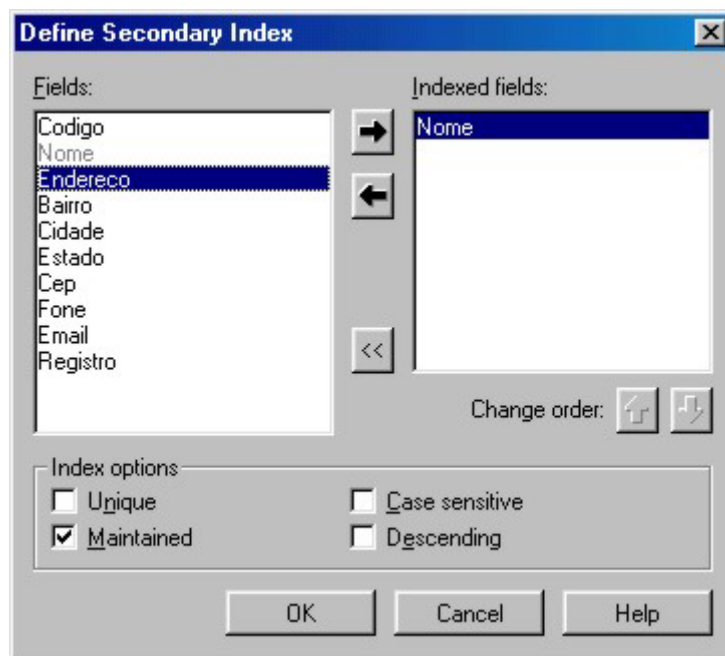 Define Secondary Index
Fields:
Codigo
Nome
Endereco
Bairro
Cidade
Estado
Cep
Fone
Email
Registro
<<
Indexed fields:
Nome
Change order:
Index options
Unique
Case sensitive
Maintained
Descending
OK
Cancel
Help